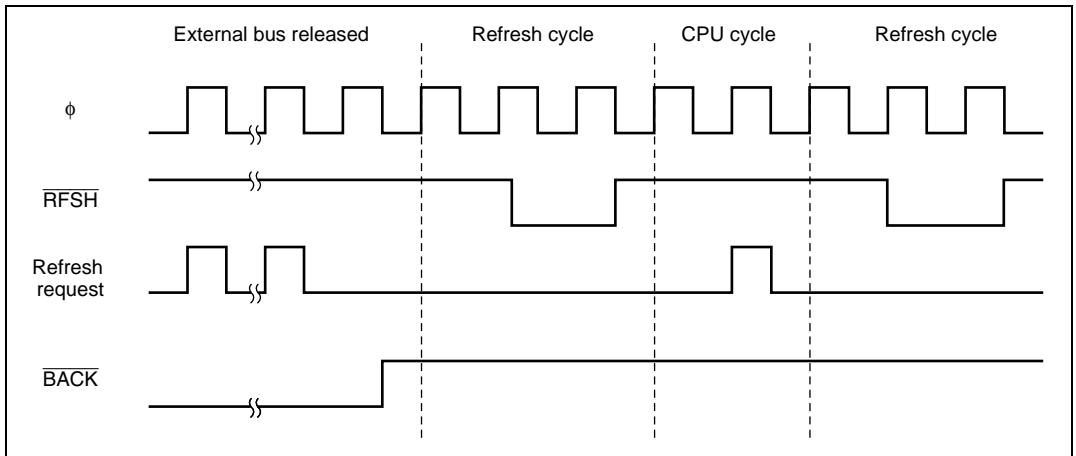 External bus released Refresh cycle CPU cycle Refresh cycle
ϕ
RFSH
Refresh
request
BACK